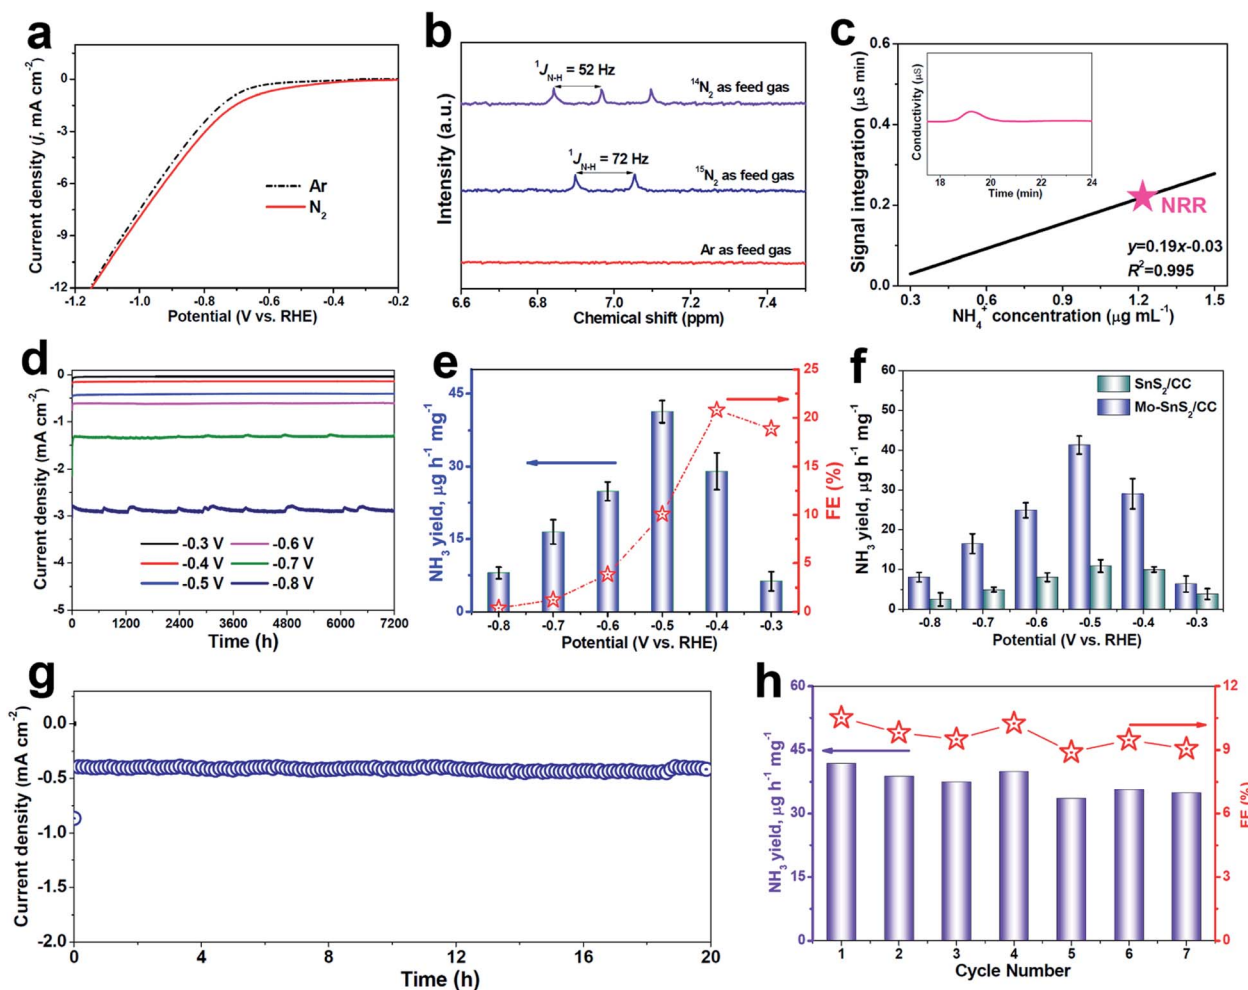 a
Current density (j, mA cm⁻²)
0
-3
-6
-9
-12
Ar
N₂
-1.2 -1.0 -0.8 -0.6 -0.4 -0.2
Potential (V vs. RHE)
b
Intensity (a.u.)
¹J_N-H = 52 Hz
¹⁴N₂ as feed gas
¹J_N-H = 72 Hz
¹⁵N₂ as feed gas
Ar as feed gas
6.6 6.8 7.0 7.2 7.4
Chemical shift (ppm)
c
Signal integration (μS min)
0.6
0.4
0.2
0.0
Conductivity (μS)
18 20 22 24
Time (min)
NRR
y=0.19x-0.03
R²=0.995
0.3 0.6 0.9 1.2 1.5
NH₄⁺ concentration (μg mL⁻¹)
d
Current density (mA cm⁻²)
0
-1
-2
-3
-4
-5
-0.3 V -0.6 V
-0.4 V -0.7 V
-0.5 V -0.8 V
0 1200 2400 3600 4800 6000 7200
Time (h)
e
NH₃ yield, μg h⁻¹ mg⁻¹
45
30
15
0
25
20
15
10
5
0
FE (%)
-0.8 -0.7 -0.6 -0.5 -0.4 -0.3
Potential (V vs. RHE)
f
NH₃ yield, μg h⁻¹ mg⁻¹
60
50
40
30
20
10
0
SnS₂/CC
Mo-SnS₂/CC
-0.8 -0.7 -0.6 -0.5 -0.4 -0.3
Potential (V vs. RHE)
g
Current density (mA cm⁻²)
0.0
-0.5
-1.0
-1.5
-2.0
0 4 8 12 16 20
Time (h)
h
NH₃ yield, μg h⁻¹ mg⁻¹
60
45
30
15
0
12
9
6
3
0
FE (%)
1 2 3 4 5 6 7
Cycle Number